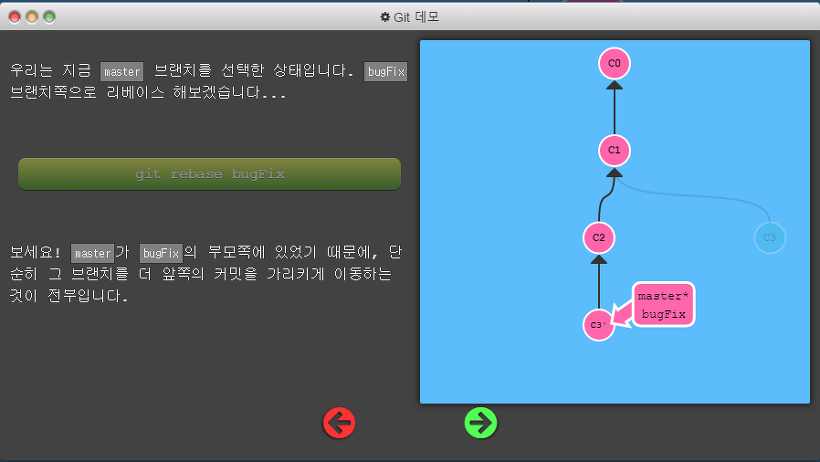 Git 데모
우리는 지금 master 브랜치를 선택한 상태입니다. bugFix
브랜치쪽으로 리베이스 해보겠습니다...
git rebase bugFix
보세요! master가 bugFix의 부모쪽에 있었기 때문에, 단
순히 그 브랜치를 더 앞쪽의 커밋을 가리키게 이동하는
것이 전부입니다.
C0
C1
C2
C3
C3'
master*
bugFix